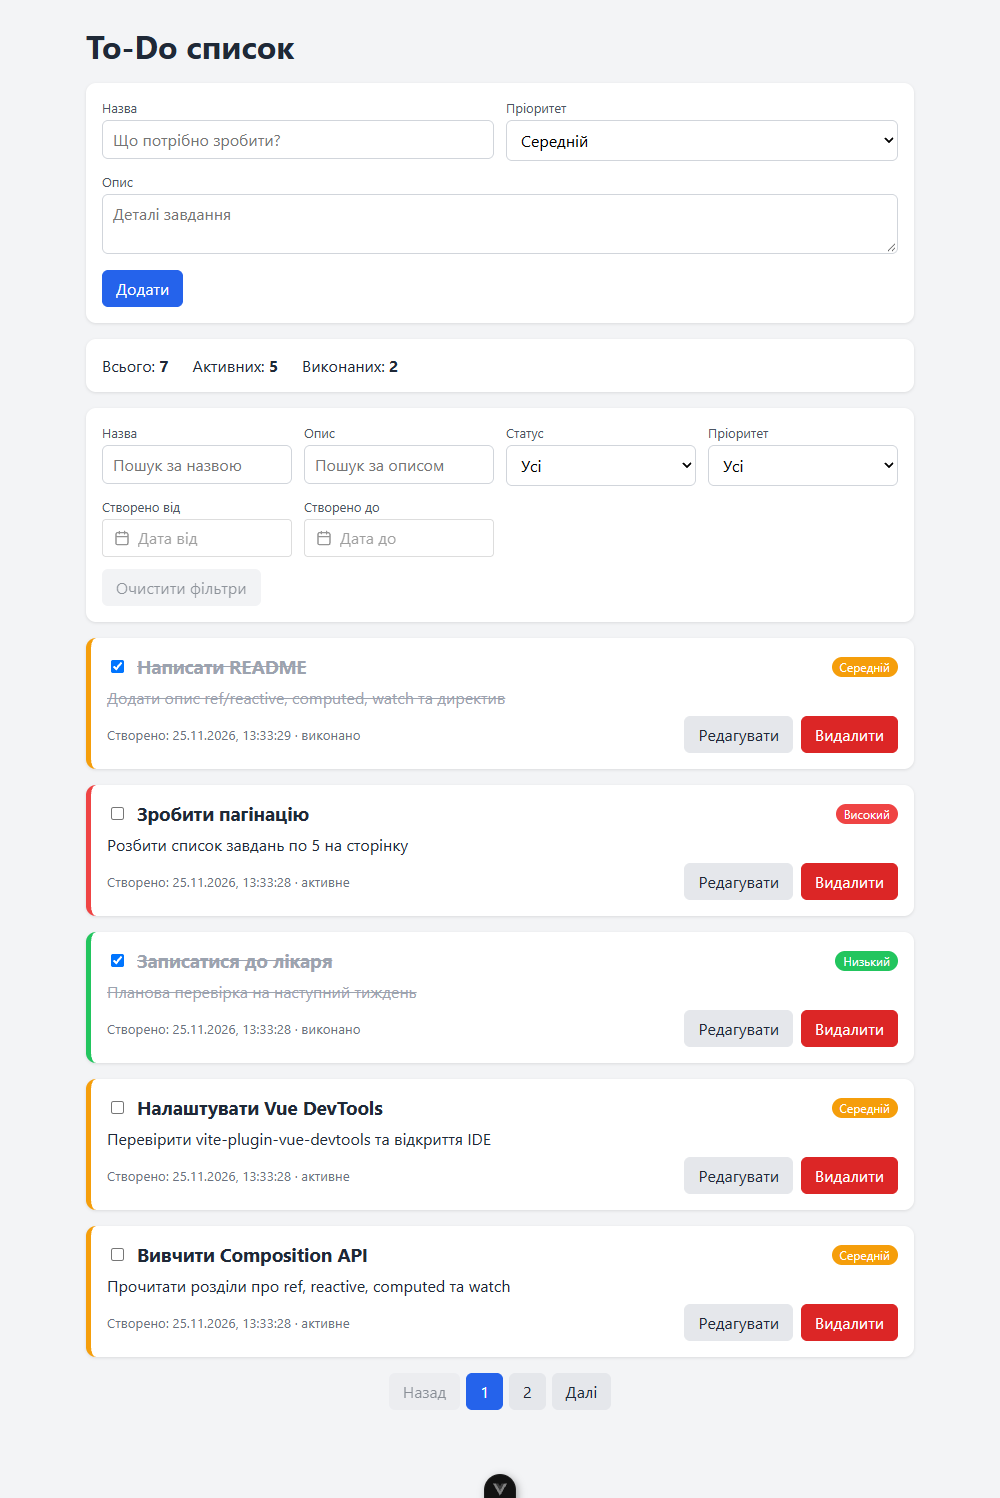 To-Do список
Назва
Пріоритет
Що потрібно зробити?
Середній
Опис
Деталі завдання
Додати
Всього: 7 Активних: 5 Виконаних: 2
Назва Опис Статус Пріоритет
Пошук за назвою Пошук за описом Усі Усі
Створено від Створено до
Дата від Дата до
Очистити фільтри
Написати README Середній
Додати опис ref/reactive, computed, watch та директив
Створено: 25.11.2026, 13:33:29 · виконано Редагувати Видалити
Зробити пагінацію Високий
Розбити список завдань по 5 на сторінку
Створено: 25.11.2026, 13:33:28 · активне Редагувати Видалити
Записатися до лікаря Низький
Планова перевірка на наступний тиждень
Створено: 25.11.2026, 13:33:28 · виконано Редагувати Видалити
Налаштувати Vue DevTools Середній
Перевірити vite-plugin-vue-devtools та відкриття IDE
Створено: 25.11.2026, 13:33:28 · активне Редагувати Видалити
Вивчити Composition API Середній
Прочитати розділи про ref, reactive, computed та watch
Створено: 25.11.2026, 13:33:28 · активне Редагувати Видалити
Назад 1 2 Далі